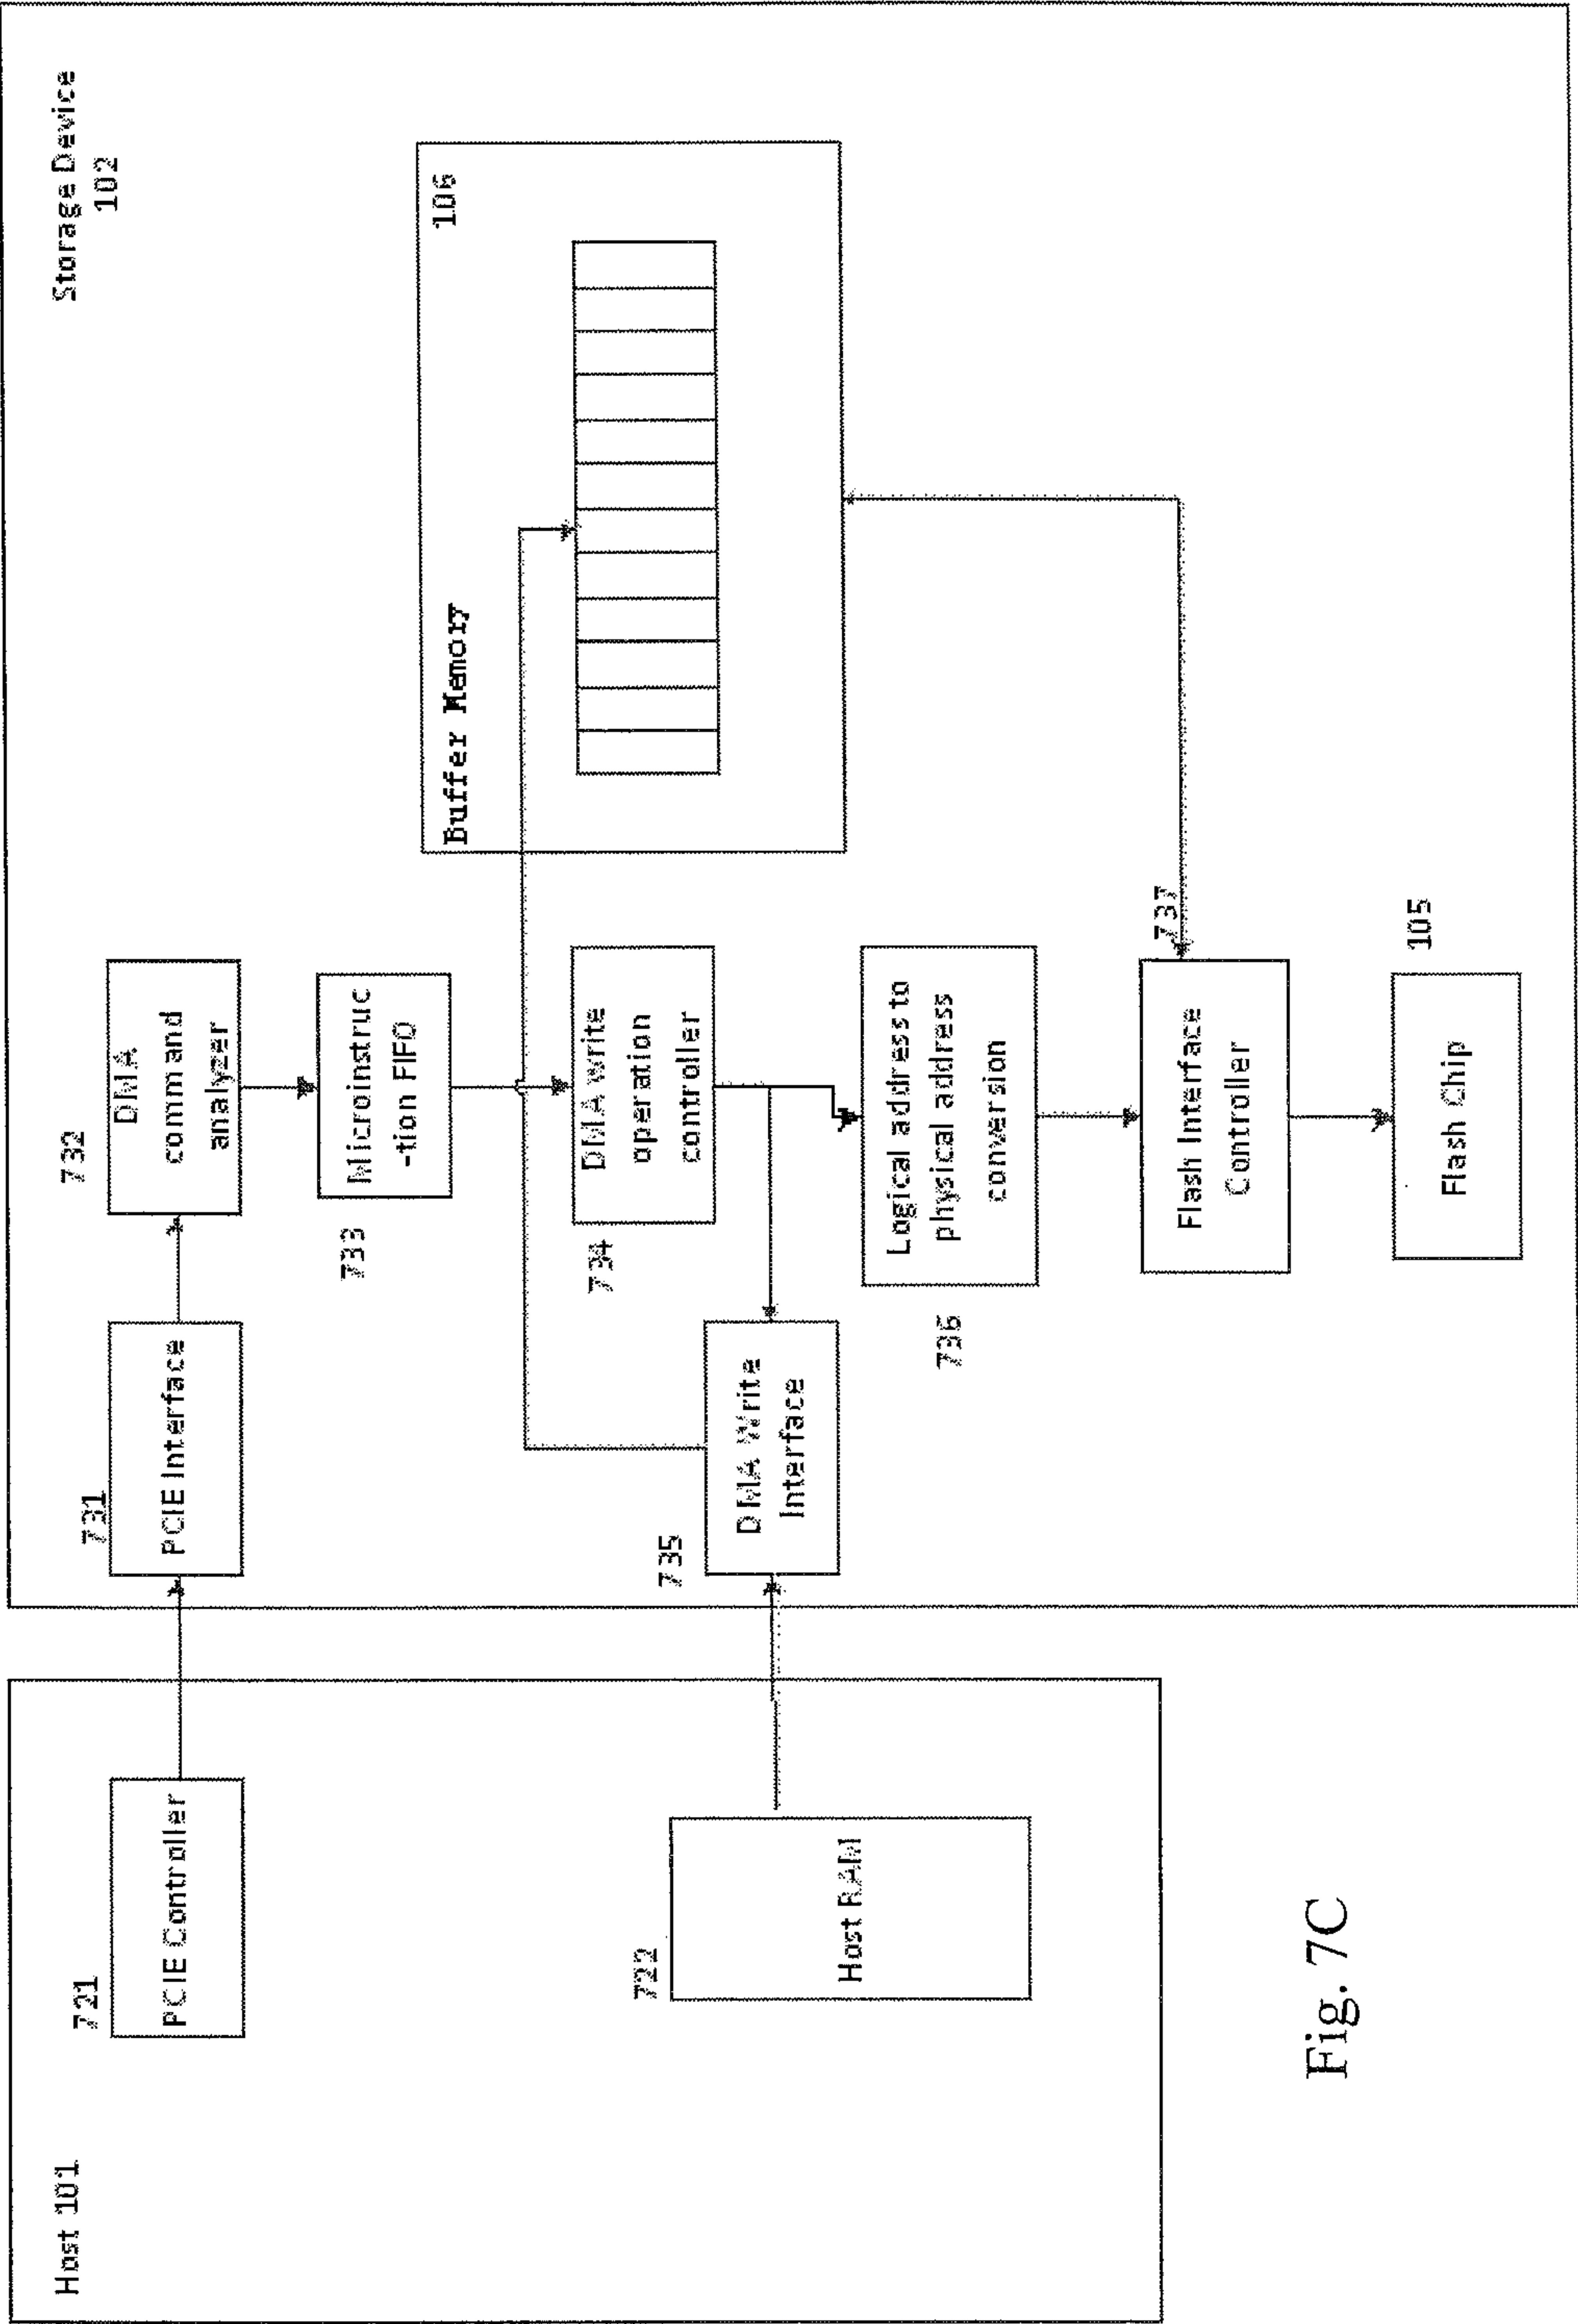 Host 101
721
PCIE Controller
722
Host RAM
Storage Device
102
731
PCIE Interface
732
DMA
command
analyzer
733
Microinstruc
-tion FIFO
734
DMA write
operation
controller
735
DMA Write
Interface
736
Logical address to
physical address
conversion
737
Flash Interface
Controller
105
Flash Chip
Buffer Memory
106
Fig. 7C